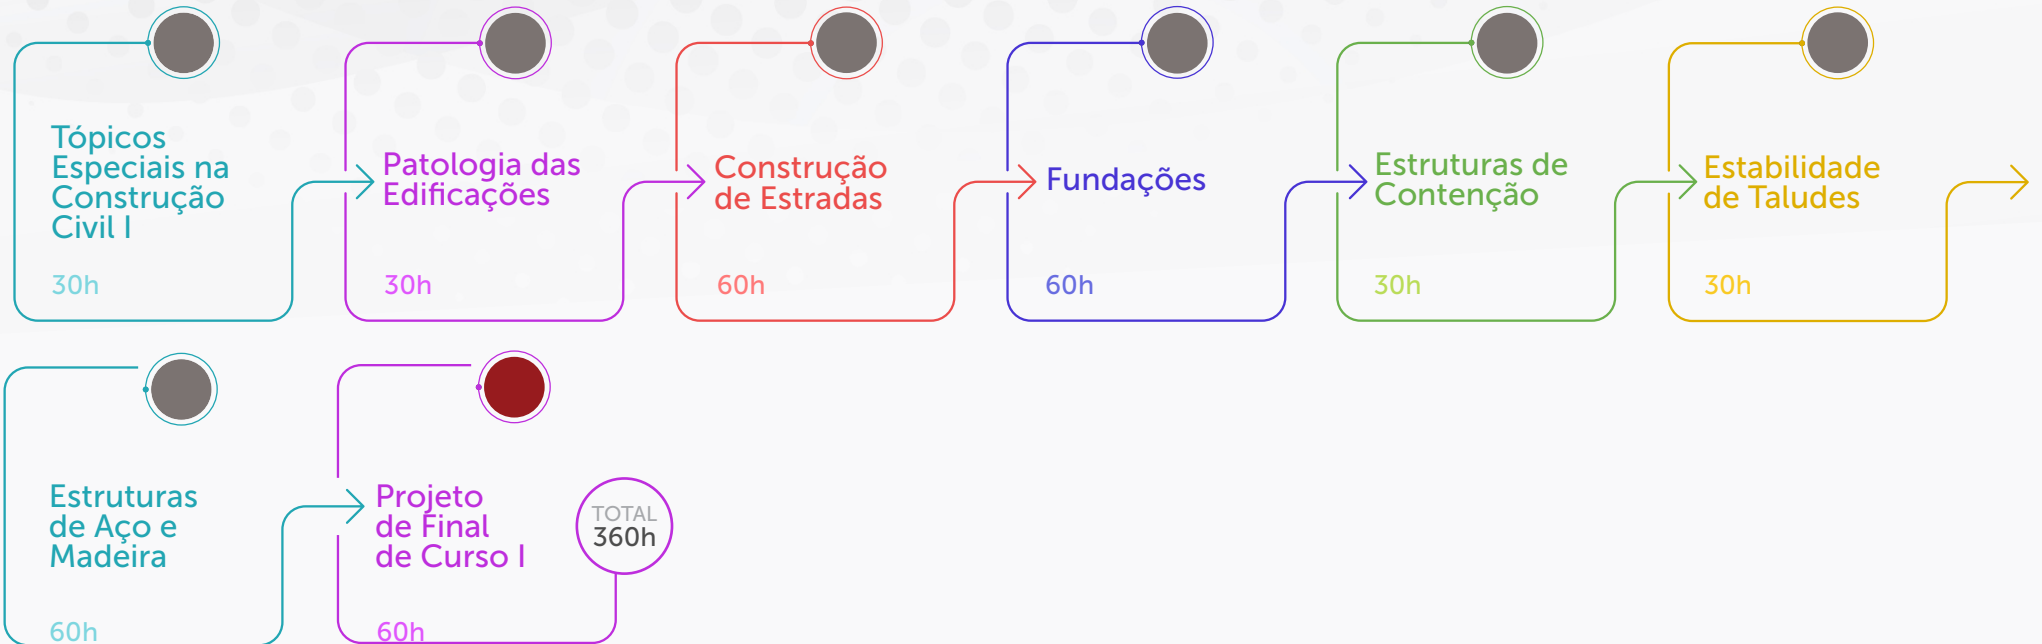 Tópicos
Especiais na
Construção
Civil I
30h
Patologia das
Edificações
30h
Construção
de Estradas
60h
Fundações
60h
Estruturas de
Contenção
30h
Estabilidade
de Taludes
30h
Estruturas
de Aço e
Madeira
60h
Projeto
de Final
de Curso I
60h
TOTAL
360h